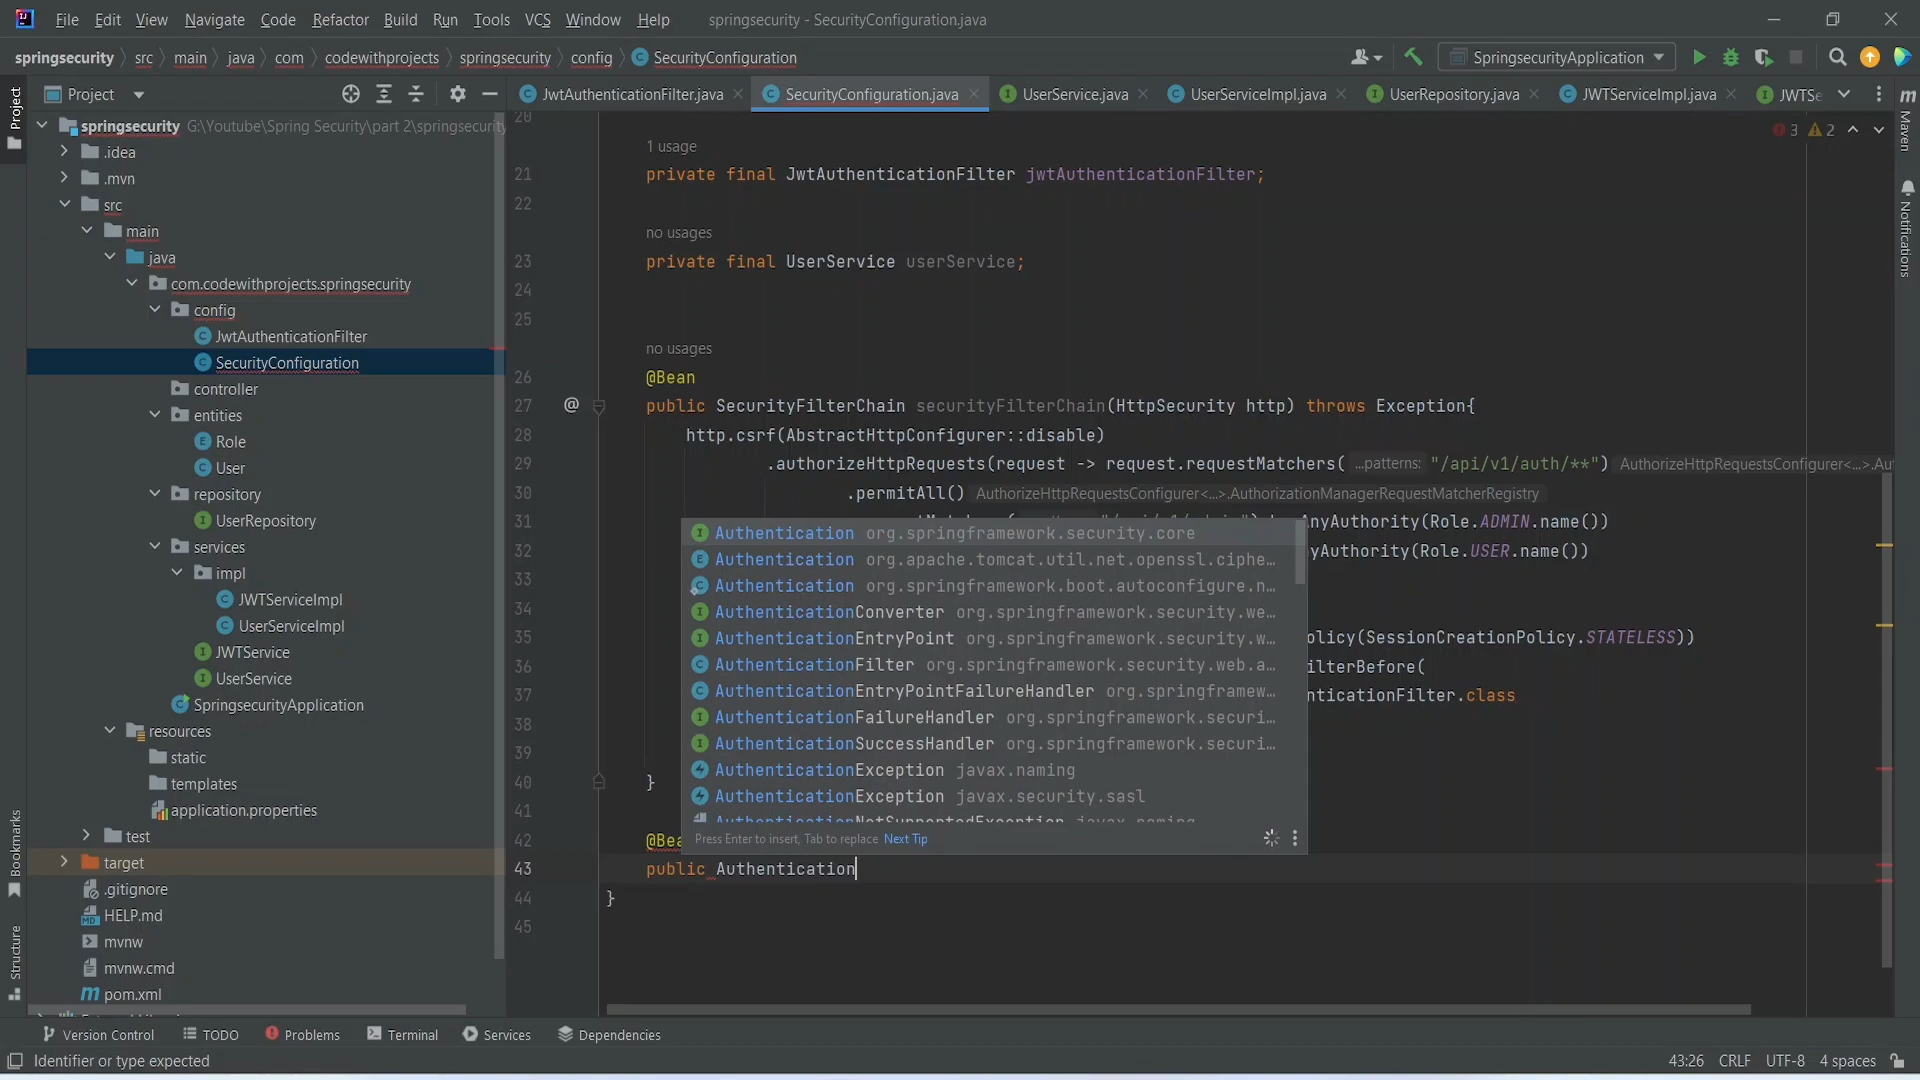 File Edit View Navigate Code Refactor Build Run Tools VCS Window Help springsecurity - SecurityConfiguration.java
springsecurity src main java com codewithprojects springsecurity config SecurityConfiguration SpringsecurityApplication
Project JwtAuthenticationFilter.java SecurityConfiguration.java UserService.java UserServiceImpl.java UserRepository.java JWTServiceImpl.java JWTSe
Project
Maven
Notifications
Bookmarks
Structure
springsecurity G:\Youtube\Spring Security\part 2\springsecurity
.idea
.mvn
src
main
java
com.codewithprojects.springsecurity
config
JwtAuthenticationFilter
SecurityConfiguration
controller
entities
Role
User
repository
UserRepository
services
impl
JWTServiceImpl
UserServiceImpl
JWTService
UserService
SpringsecurityApplication
resources
static
templates
application.properties
test
target
.gitignore
HELP.md
mvnw
mvnw.cmd
pom.xml
3 2
20
1 usage
21 private final JwtAuthenticationFilter jwtAuthenticationFilter;
22
no usages
23 private final UserService userService;
24
25
no usages
26 @Bean
27 public SecurityFilterChain securityFilterChain(HttpSecurity http) throws Exception{
28 http.csrf(AbstractHttpConfigurer::disable)
29 .authorizeHttpRequests(request -> request.requestMatchers( ...patterns: "/api/v1/auth/**") AuthorizeHttpRequestsConfigurer<...>.Au
30 .permitAll() AuthorizeHttpRequestsConfigurer<...>.AuthorizationManagerRequestMatcherRegistry
31 AnyAuthority(Role.ADMIN.name())
32 yAuthority(Role.USER.name())
33
34
35 olicy(SessionCreationPolicy.STATELESS))
36 ilterBefore(
37 nticationFilter.class
38
39
40 }
41
42 @Bea
43 public Authentication
44 }
45
Authentication org.springframework.security.core
Authentication org.apache.tomcat.util.net.openssl.ciphe...
Authentication org.springframework.boot.autoconfigure.n...
AuthenticationConverter org.springframework.security.we...
AuthenticationEntryPoint org.springframework.security.w...
AuthenticationFilter org.springframework.security.web.a...
AuthenticationEntryPointFailureHandler org.springframew...
AuthenticationFailureHandler org.springframework.securi...
AuthenticationSuccessHandler org.springframework.securi...
AuthenticationException javax.naming
AuthenticationException javax.security.sasl
AuthenticationNotSupportedException javax.naming
Press Enter to insert, Tab to replace Next Tip
Version Control TODO Problems Terminal Services Dependencies
Identifier or type expected 43:26 CRLF UTF-8 4 spaces